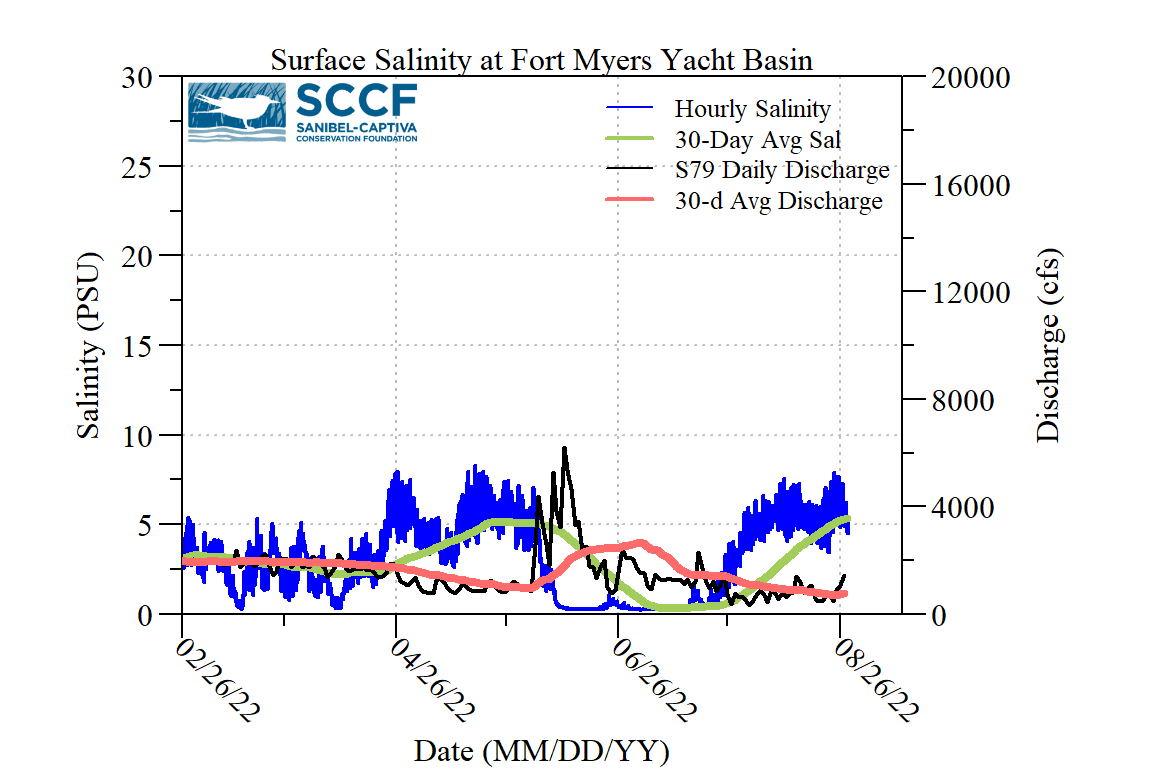 Surface Salinity at Fort Myers Yacht Basin
SCCF
SANIBEL-CAPTIVA
CONSERVATION FOUNDATION
Hourly Salinity
30-Day Avg Sal
S79 Daily Discharge
30-d Avg Discharge
Salinity (PSU)
30
25
20
15
10
5
0
20000
16000
12000
8000
4000
0
Discharge (cfs)
02/26/22
04/26/22
06/26/22
08/26/22
Date (MM/DD/YY)